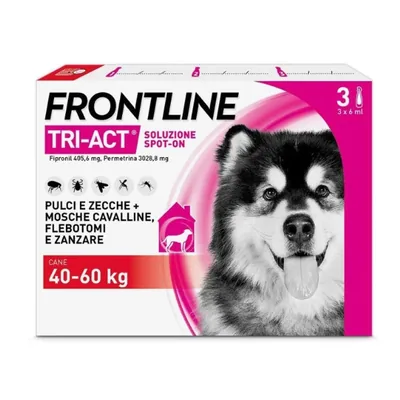 FRONTLINE
TRI-ACT®
SOLUZIONE
SPOT-ON
3
3 x 6 ml
Fipronil 405,6 mg, Permetrina 3028,8 mg
PULCI E ZECCHE +
MOSCHE CAVALLINE,
FLEBOTOMI
E ZANZARE
CANE
40-60 kg